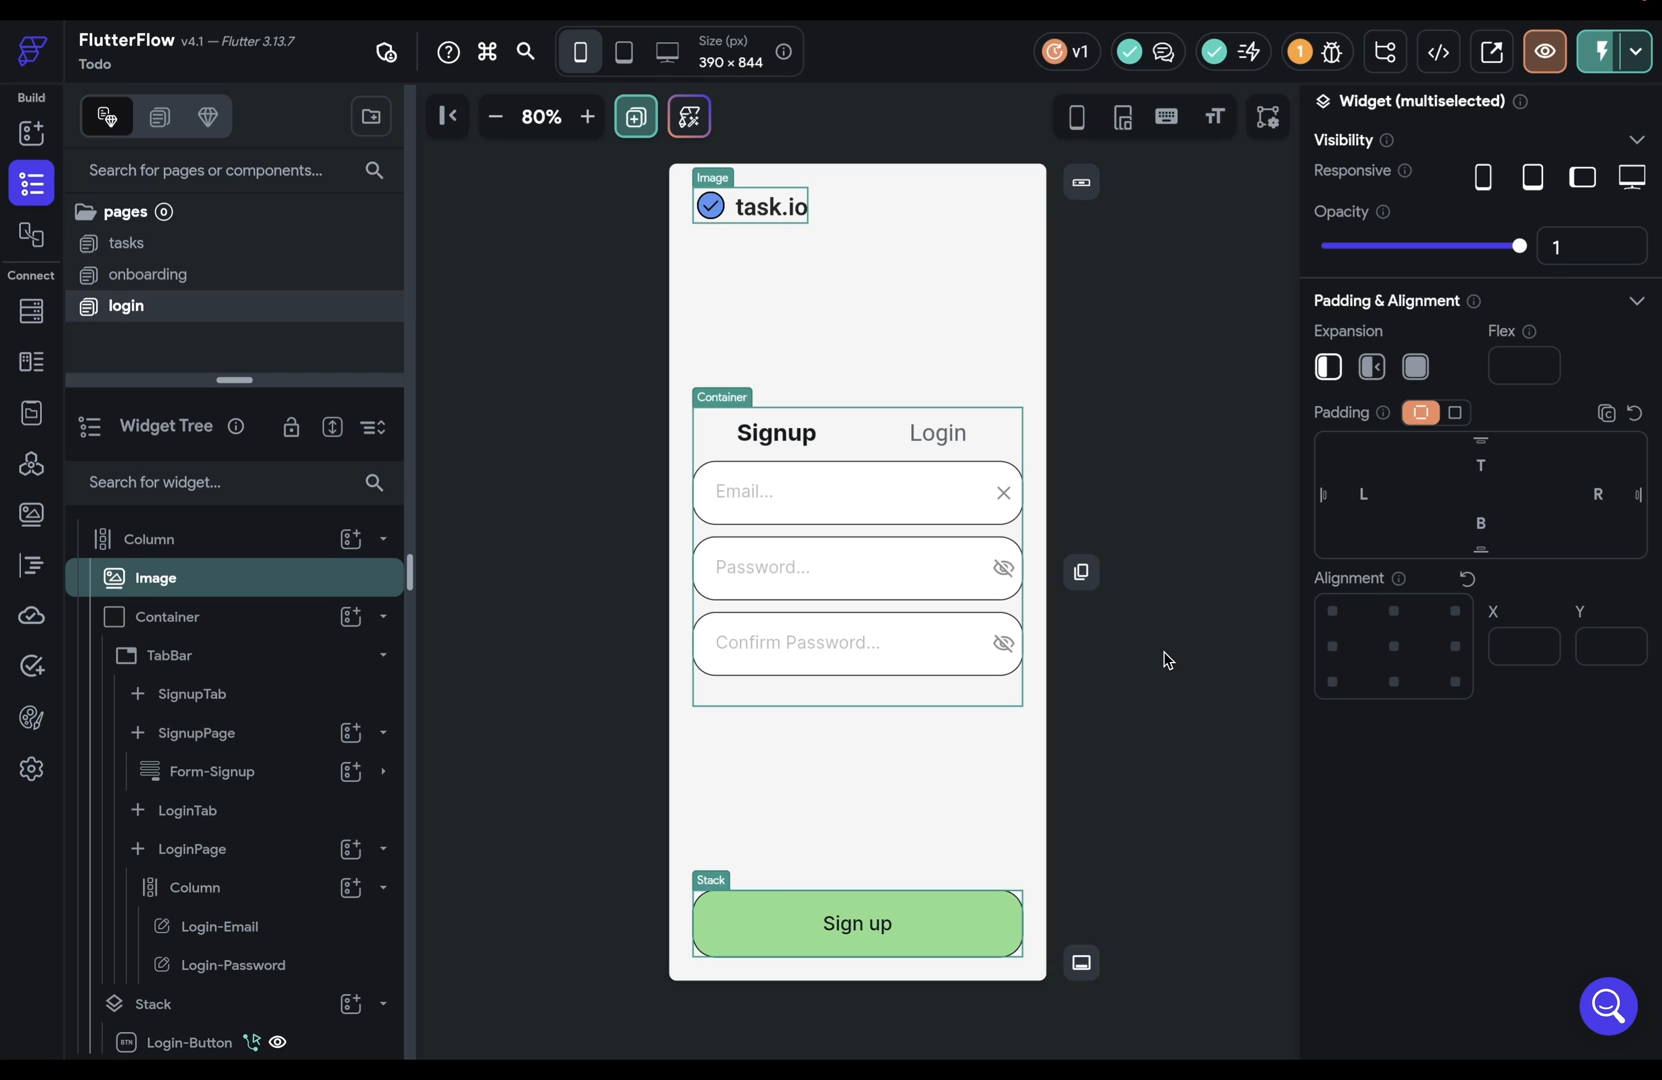 FlutterFlow v4.1 — Flutter 3.13.7
Todo
Size (px)
390 × 844
v1
1
Build
Connect
Search for pages or components...
pages 0
tasks
onboarding
login
Widget Tree
Search for widget...
Column
Image
Container
TabBar
SignupTab
SignupPage
Form-Signup
LoginTab
LoginPage
Column
Login-Email
Login-Password
Stack
BTN Login-Button
80%
Image
task.io
Container
Signup Login
Email...
Password...
Confirm Password...
Stack
Sign up
Widget (multiselected)
Visibility
Responsive
Opacity
1
Padding & Alignment
Expansion Flex
Padding
T
L R
B
Alignment
X Y